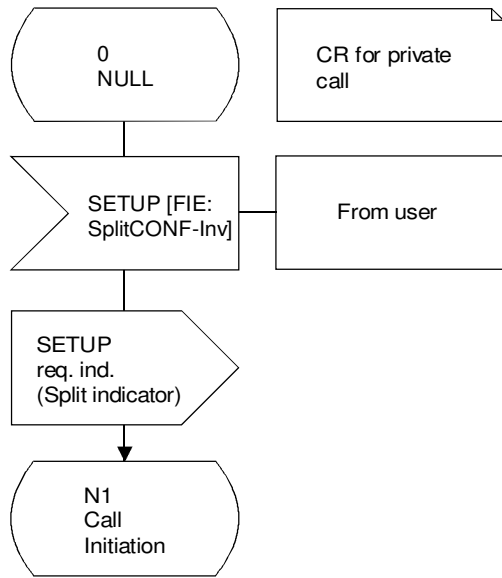 0
NULL
CR for private
call
SETUP [FIE:
SplitCONF-Inv]
From user
SETUP
req. ind.
(Split indicator)
N1
Call
Initiation